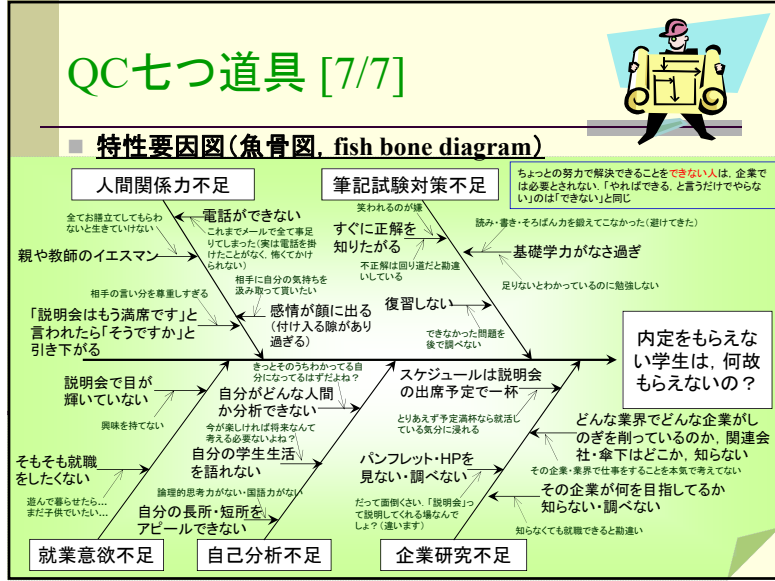 QC七つ道具 [7/7]
特性要因図(魚骨図, fish bone diagram)
ちょっとの努力で解決できることをできない人は, 企業で
は必要とされない. 「やればできる, と言うだけでやらな
い」のは「できない」と同じ
人間関係力不足
全てお膳立てしてもらわ
ないと生きていけない
電話ができない
これまでメールで全て事足
りてしまった(実は電話を掛
けたことがなく, 怖くてかけ
られない)
親や教師のイエスマン
相手に自分の気持ちを
汲み取って貰いたい
相手の言い分を尊重しすぎる
感情が顔に出る
(付け入る隙があり
過ぎる)
「説明会はもう満席です」と
言われたら「そうですか」と
引き下がる
筆記試験対策不足
笑われるのが嫌
すぐに正解を
知りたがる
不正解は回り道だと勘違
いしている
読み・書き・そろばん力を鍛えてこなかった(避けてきた)
基礎学力がなさ過ぎ
足りないとわかっているのに勉強しない
復習しない
できなかった問題を
後で調べない
内定をもらえな
い学生は, 何故
もらえないの?
説明会で目が
輝いていない
興味を持てない
そもそも就職
をしたくない
遊んで暮らせたら...
まだ子供でいたい...
就業意欲不足
きっとそのうちわかってる自
分になってるはずだよね?
自分がどんな人間
か分析できない
今が楽しければ将来なんて
考える必要ないよね?
自分の学生生活
を語れない
論理的思考力がない・国語力がない
自分の長所・短所を
アピールできない
自己分析不足
スケジュールは説明会
の出席予定で一杯
とりあえず予定満杯なら就活し
ている気分に浸れる
パンフレット・HPを
見ない・調べない
だって面倒くさい, 「説明会」っ
て説明してくれる場なんで
しょ?(違います)
どんな業界でどんな企業がし
のぎを削っているのか, 関連会
社・傘下はどこか, 知らない
その企業・業界で仕事をすることを本気で考えてない
その企業が何を目指してるか
知らない・調べない
知らなくても就職できると勘違い
企業研究不足